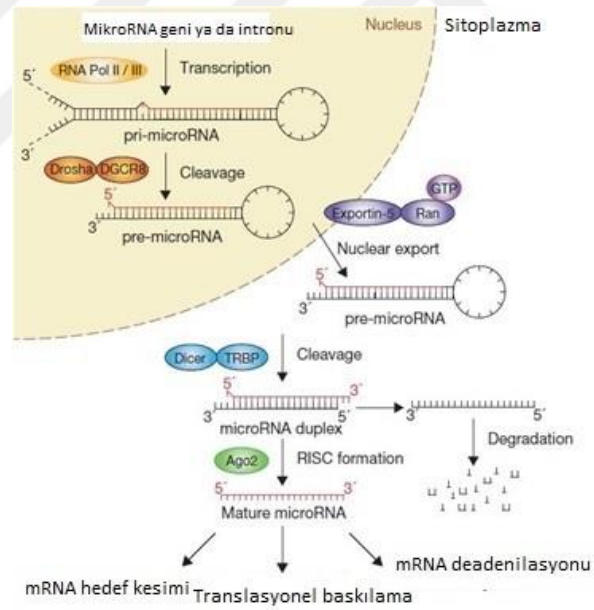 MikroRNA geni ya da intronu
Nucleus
Sitoplazma
RNA Pol II / III
Transcription
5´
3´
pri-microRNA
Drosha
DGCR8
Cleavage
5´
3´
pre-microRNA
GTP
Exportin-5
Ran
Nuclear export
5´
3´
pre-microRNA
Dicer
TRBP
Cleavage
5´
3´
3´
5´
microRNA duplex
3´
5´
Degradation
Ago2
RISC formation
5´
3´
Mature microRNA
mRNA hedef kesimi
Translasyonel baskılama
mRNA deadenilasyonu